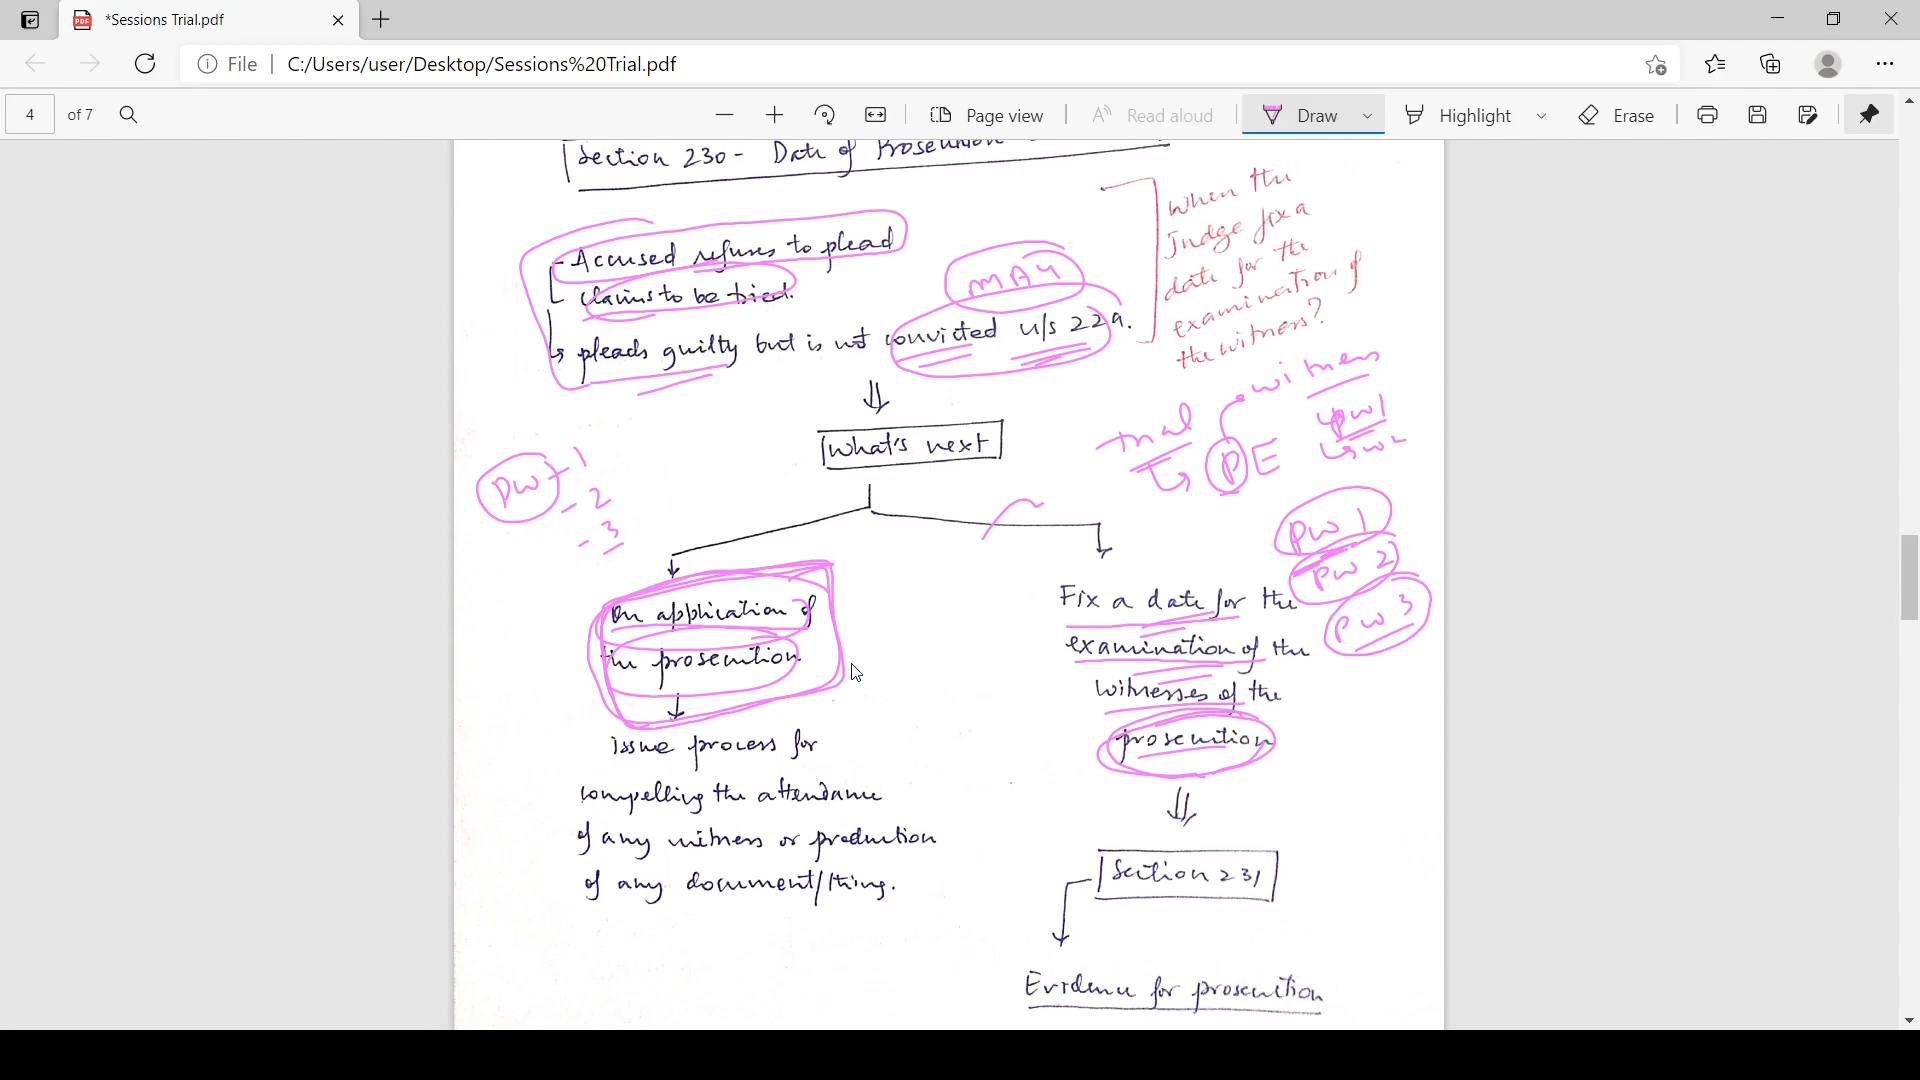 *Sessions Trial.pdf
File | C:/Users/user/Desktop/Sessions%20Trial.pdf
4 of 7
Page view
Read aloud
Draw
Highlight
Erase
Section 230 - Date of Prosecution
Accused refuses to plead
claims to be tried.
pleads guilty but is not convicted u/s 229.
MAY
When the
Judge fix a
date for the
examination of
the witness?
What's next
trial
PE
witness
PW1
PW - 1
- 2
- 3
PW 1
PW 2
PW 3
On application of
the prosecution
issue process for
compelling the attendance
of any witness or production
of any document/thing.
Fix a date for the
examination of the
witnesses of the
prosecution
Section 231
Evidence for prosecution